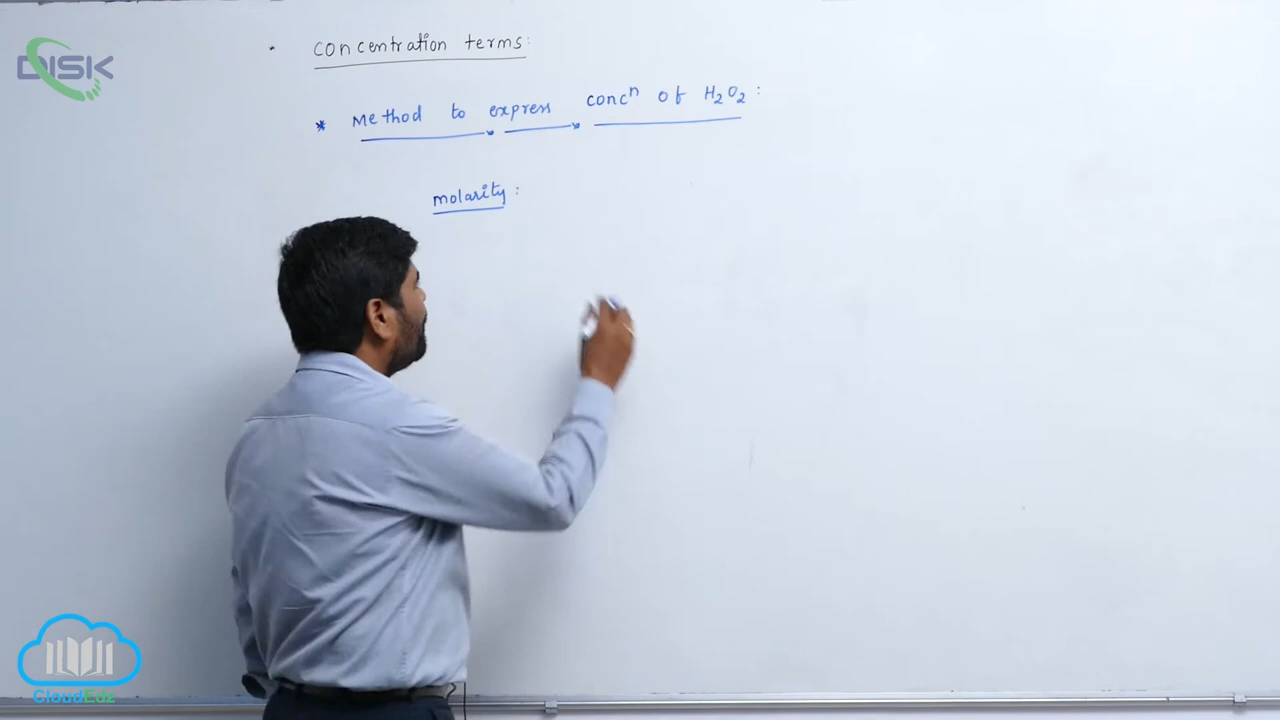 DISK
• concentration terms:
* Method to express concⁿ of H₂O₂:
molarity:
CloudEdz